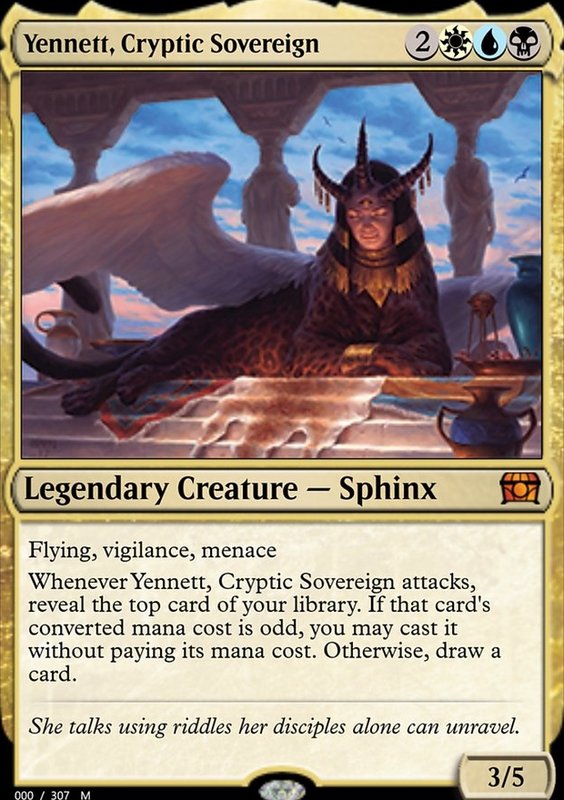 Yennett, Cryptic Sovereign 2
Legendary Creature — Sphinx
Flying, vigilance, menace
Whenever Yennett, Cryptic Sovereign attacks,
reveal the top card of your library. If that card's
converted mana cost is odd, you may cast it
without paying its mana cost. Otherwise, draw a
card.
She talks using riddles her disciples alone can unravel.
3/5
000 / 307 M